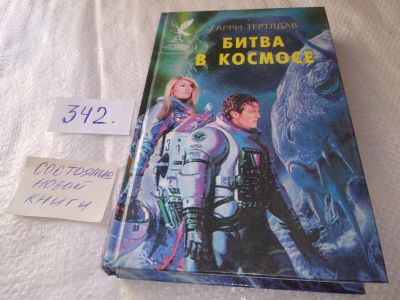 ГАРРИ ТЕРТЛДАВ
БИТВА
В КОСМОСЕ
342.
СОСТОЯНИЕ
НОВОЙ
КНИГИ